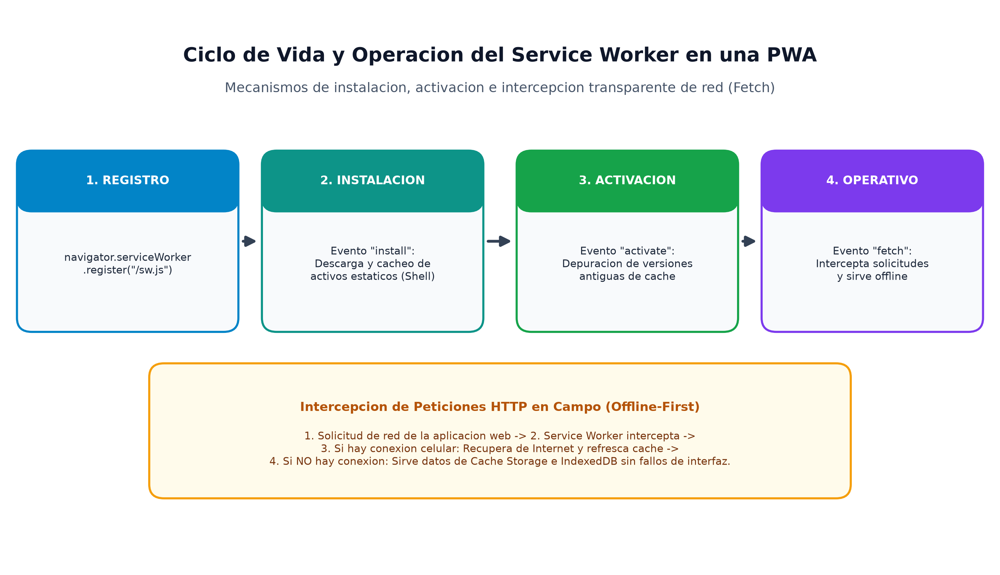 Ciclo de Vida y Operacion del Service Worker en una PWA
Mecanismos de instalacion, activacion e intercepcion transparente de red (Fetch)
1. REGISTRO
navigator.serviceWorker
.register("/sw.js")
2. INSTALACION
Evento "install":
Descarga y cacheo de
activos estaticos (Shell)
3. ACTIVACION
Evento "activate":
Depuracion de versiones
antiguas de cache
4. OPERATIVO
Evento "fetch":
Intercepta solicitudes
y sirve offline
Intercepcion de Peticiones HTTP en Campo (Offline-First)
1. Solicitud de red de la aplicacion web -> 2. Service Worker intercepta ->
3. Si hay conexion celular: Recupera de Internet y refresca cache ->
4. Si NO hay conexion: Sirve datos de Cache Storage e IndexedDB sin fallos de interfaz.